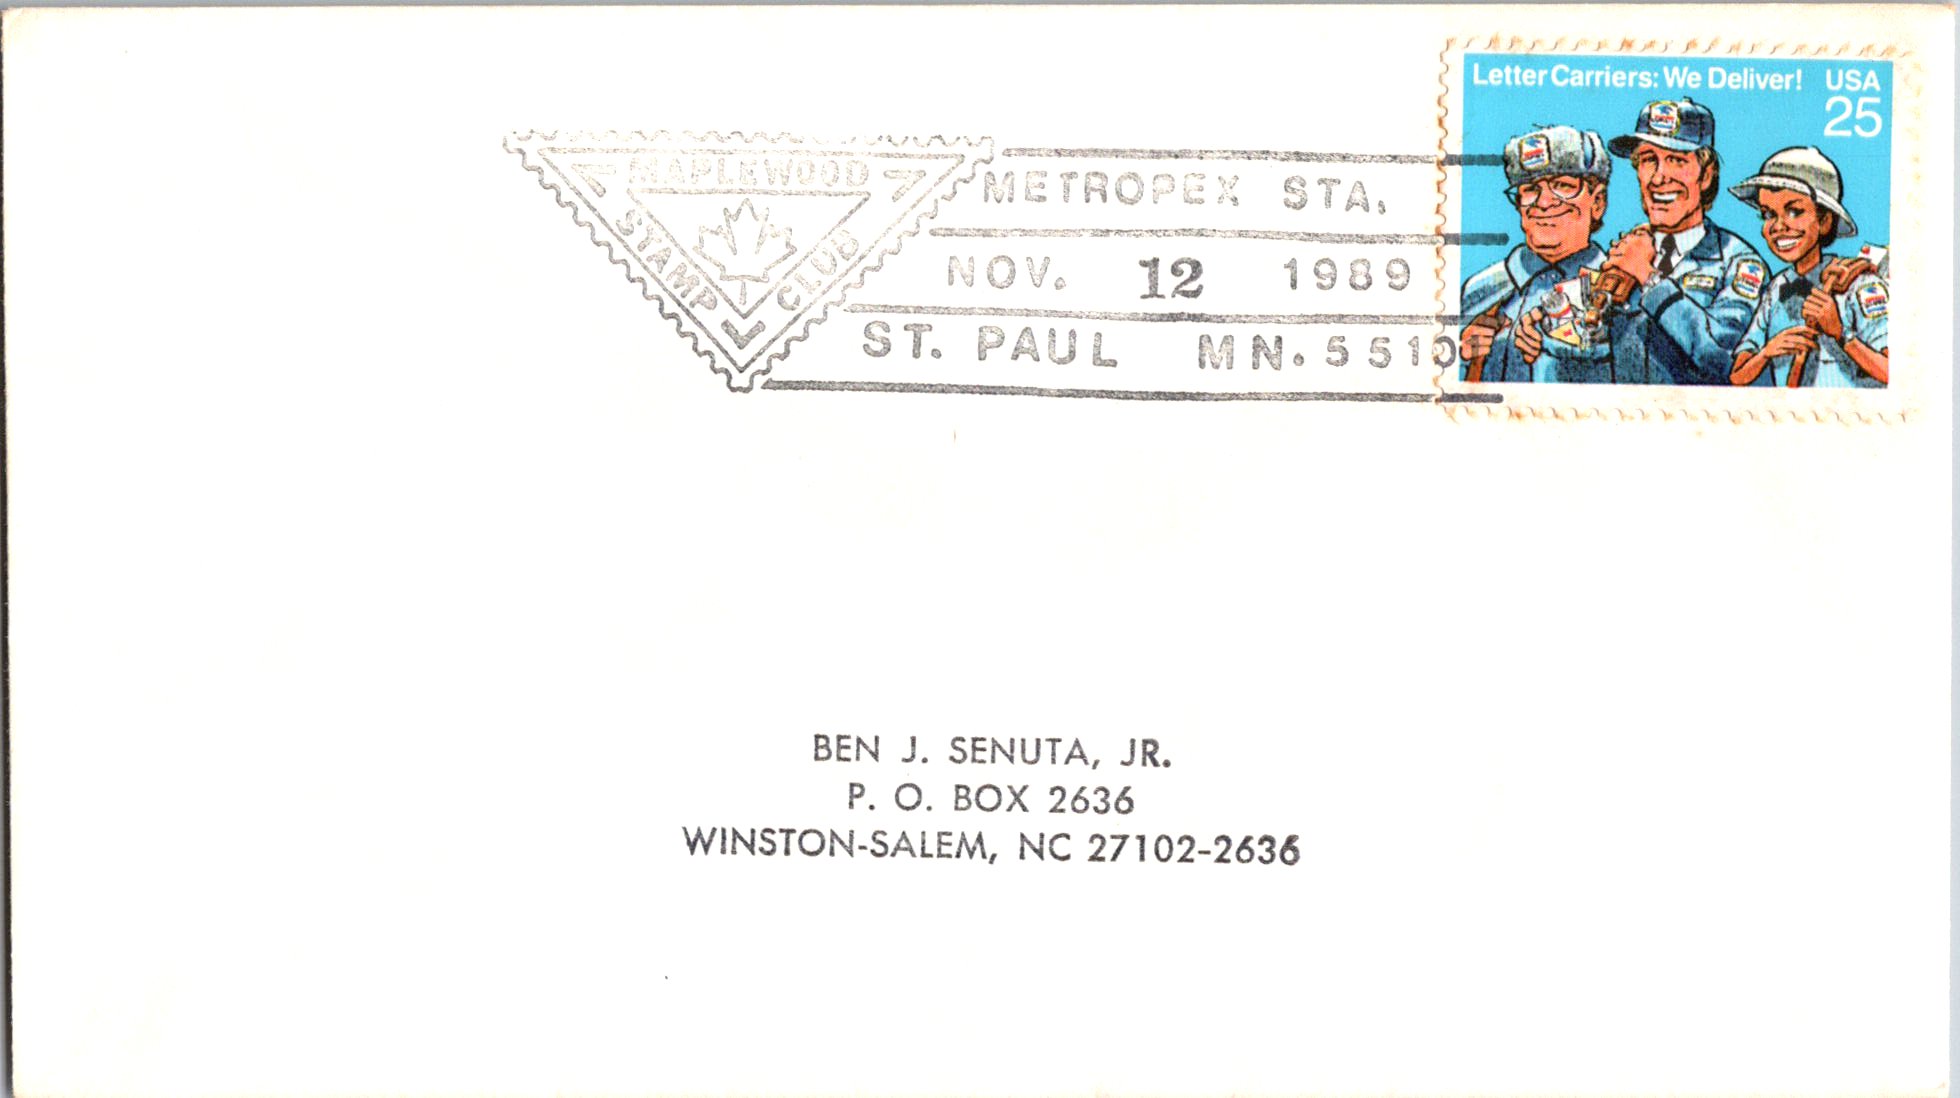 Letter Carriers: We Deliver! USA
25
MAPLEWOOD
STAMP CLUB
METROPEX STA.
NOV. 12 1989
ST. PAUL MN. 55101
BEN J. SENUTA, JR.
P. O. BOX 2636
WINSTON-SALEM, NC 27102-2636